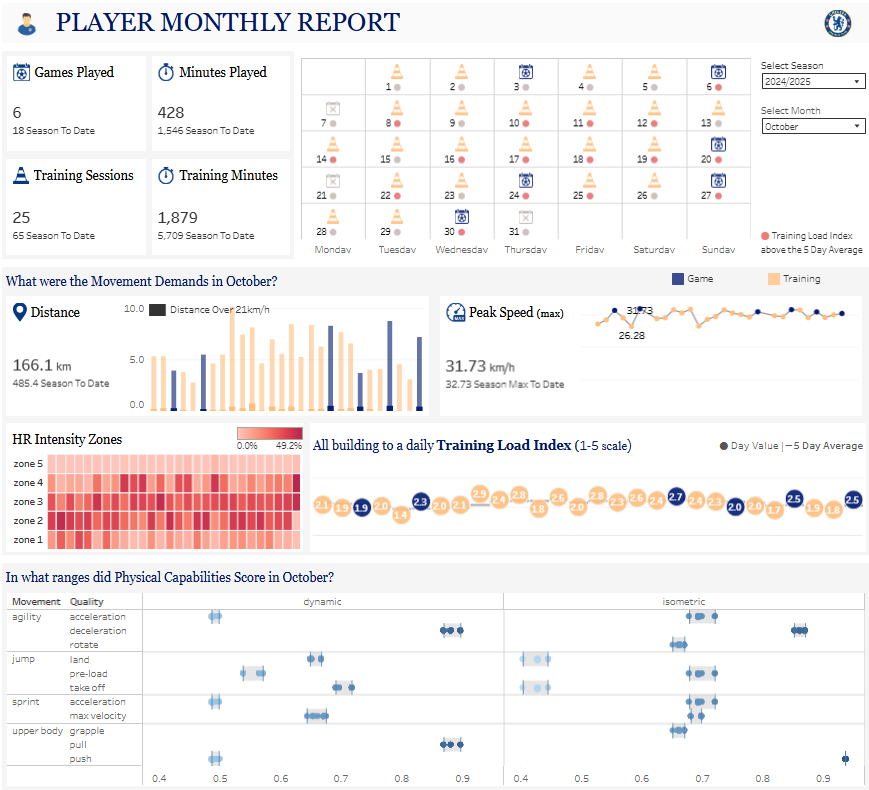 PLAYER MONTHLY REPORT
Games Played
6
18 Season To Date
Minutes Played
428
1,546 Season To Date
Training Sessions
25
65 Season To Date
Training Minutes
1,879
5,709 Season To Date
1 2 3 4 5 6
7 8 9 10 11 12 13
14 15 16 17 18 19 20
21 22 23 24 25 26 27
28 29 30 31
Monday Tuesday Wednesday Thursday Friday Saturday Sunday
Select Season
2024/2025
Select Month
October
Training Load Index
above the 5 Day Average
What were the Movement Demands in October?
Game Training
Distance
166.1 km
485.4 Season To Date
Distance Over 21km/h
10.0
5.0
0.0
Peak Speed (max)
31.73 km/h
32.73 Season Max To Date
31.73
26.28
HR Intensity Zones
0.0% 49.2%
zone 5
zone 4
zone 3
zone 2
zone 1
All building to a daily Training Load Index (1-5 scale)
Day Value | 5 Day Average
2.1 1.9 1.9 2.0 1.4 2.3 2.0 2.1 2.9 2.4 2.8 1.8 2.6 2.0 2.8 2.3 2.6 2.4 2.7 2.4 2.3 2.0 2.0 1.7 2.5 1.9 1.8 2.5
In what ranges did Physical Capabilities Score in October?
Movement Quality dynamic isometric
agility acceleration
deceleration
rotate
jump land
pre-load
take off
sprint acceleration
max velocity
upper body grapple
pull
push
0.4 0.5 0.6 0.7 0.8 0.9 0.4 0.5 0.6 0.7 0.8 0.9